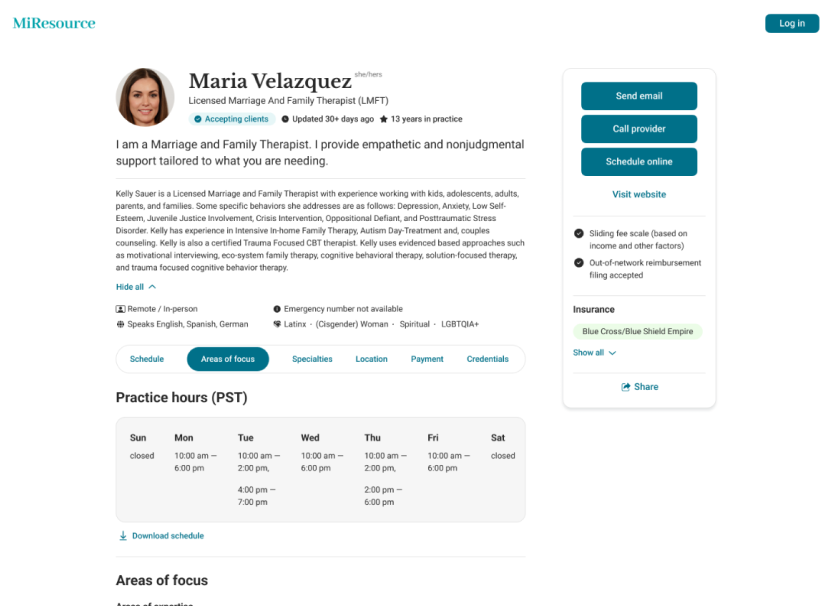 MiResource
Log in
Maria Velazquez she/hers
Licensed Marriage And Family Therapist (LMFT)
Accepting clients Updated 30+ days ago 13 years in practice
I am a Marriage and Family Therapist. I provide empathetic and nonjudgmental
support tailored to what you are needing.
Kelly Sauer is a Licensed Marriage and Family Therapist with experience working with kids, adolescents, adults,
parents, and families. Some specific behaviors she addresses are as follows: Depression, Anxiety, Low Self-
Esteem, Juvenile Justice Involvement, Crisis Intervention, Oppositional Defiant, and Posttraumatic Stress
Disorder. Kelly has experience in Intensive In-home Family Therapy, Autism Day-Treatment and, couples
counseling. Kelly is also a certified Trauma Focused CBT therapist. Kelly uses evidenced based approaches such
as motivational interviewing, eco-system family therapy, cognitive behavioral therapy, solution-focused therapy,
and trauma focused cognitive behavior therapy.
Hide all
Remote / In-person
Emergency number not available
Speaks English, Spanish, German
Latinx · (Cisgender) Woman · Spiritual · LGBTQIA+
Schedule Areas of focus Specialties Location Payment Credentials
Practice hours (PST)
Sun Mon Tue Wed Thu Fri Sat
closed 10:00 am – 10:00 am – 10:00 am – 10:00 am – 10:00 am – closed
6:00 pm 2:00 pm, 6:00 pm 2:00 pm, 6:00 pm
4:00 pm – 2:00 pm –
7:00 pm 6:00 pm
Download schedule
Areas of focus
Areas of expertise
Send email
Call provider
Schedule online
Visit website
Sliding fee scale (based on
income and other factors)
Out-of-network reimbursement
filing accepted
Insurance
Blue Cross/Blue Shield Empire
Show all
Share